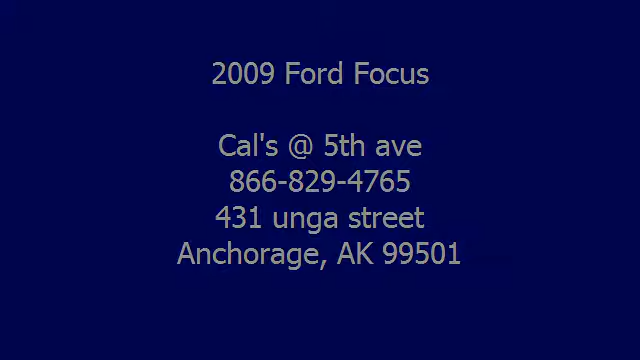 2009 Ford Focus
Cal's @ 5th ave
866-829-4765
431 unga street
Anchorage, AK 99501